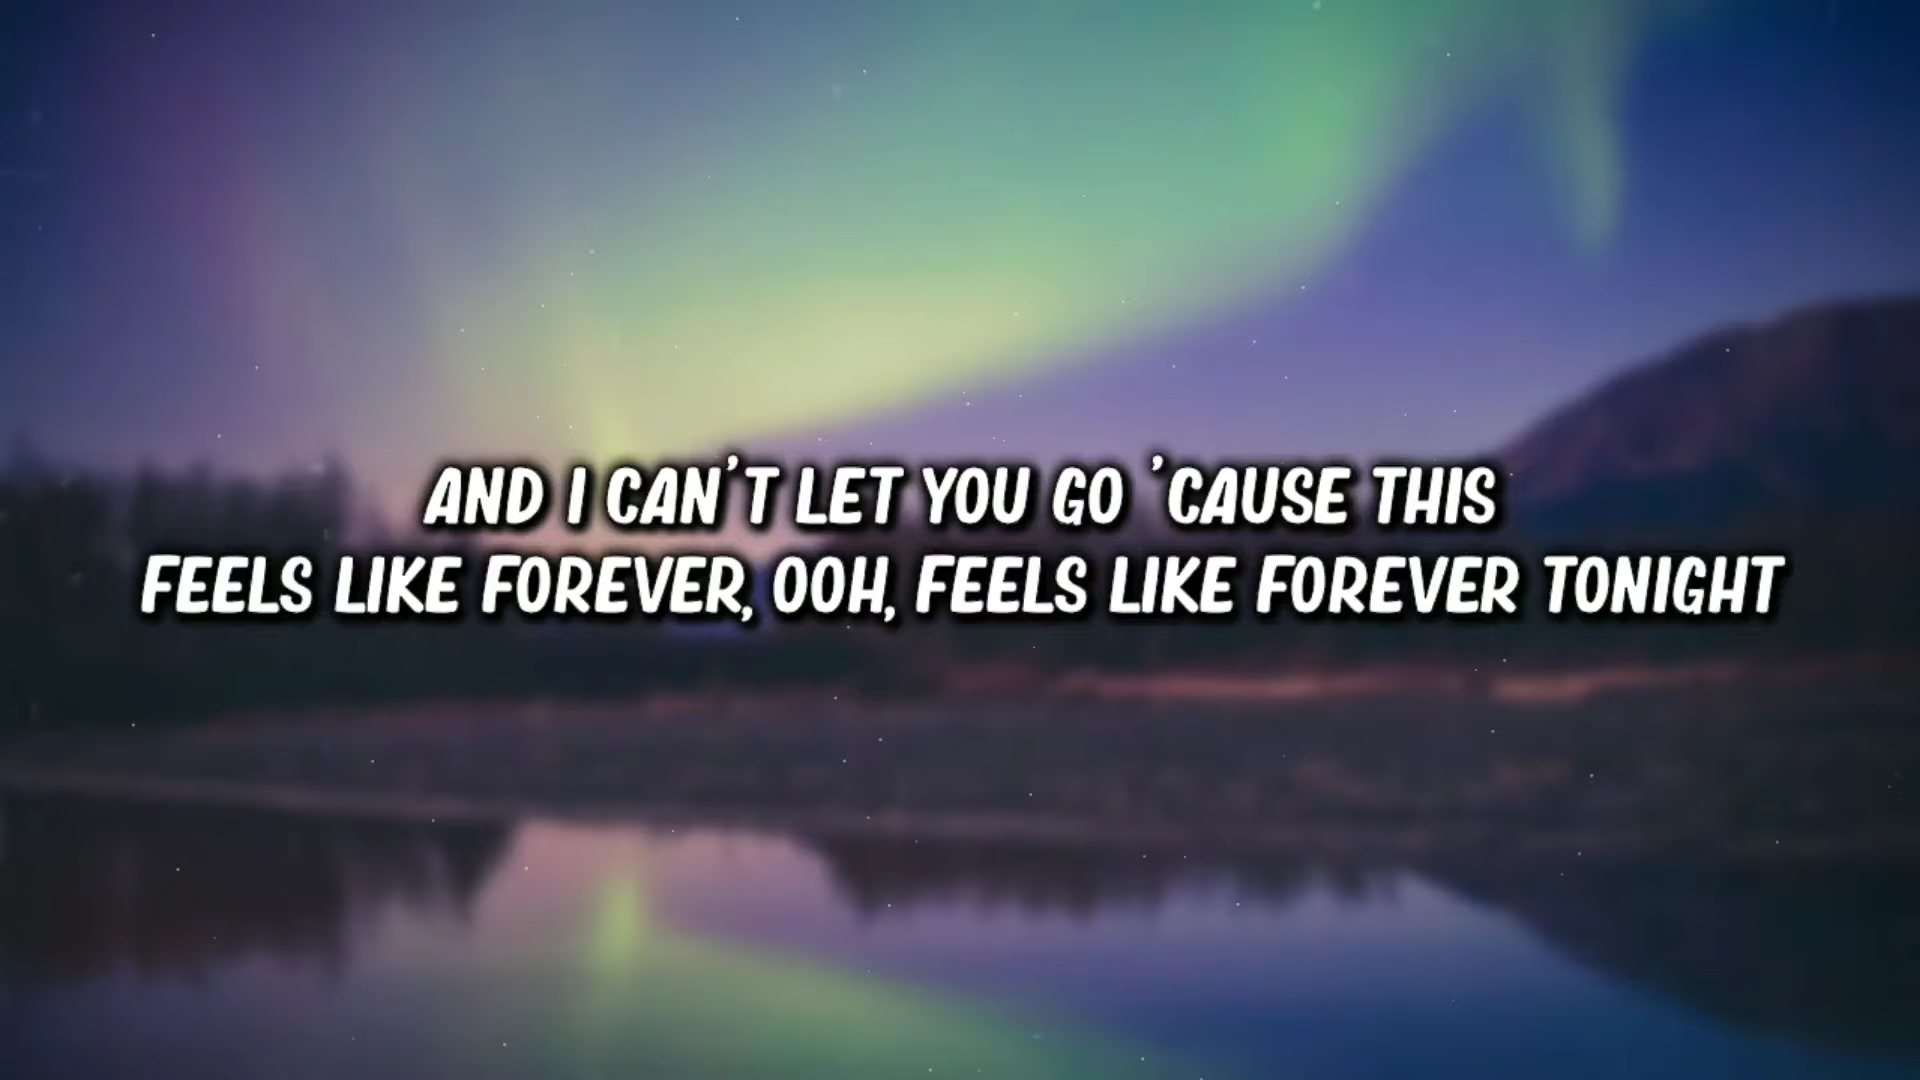 AND I CAN'T LET YOU GO 'CAUSE THIS
FEELS LIKE FOREVER, OOH, FEELS LIKE FOREVER TONIGHT